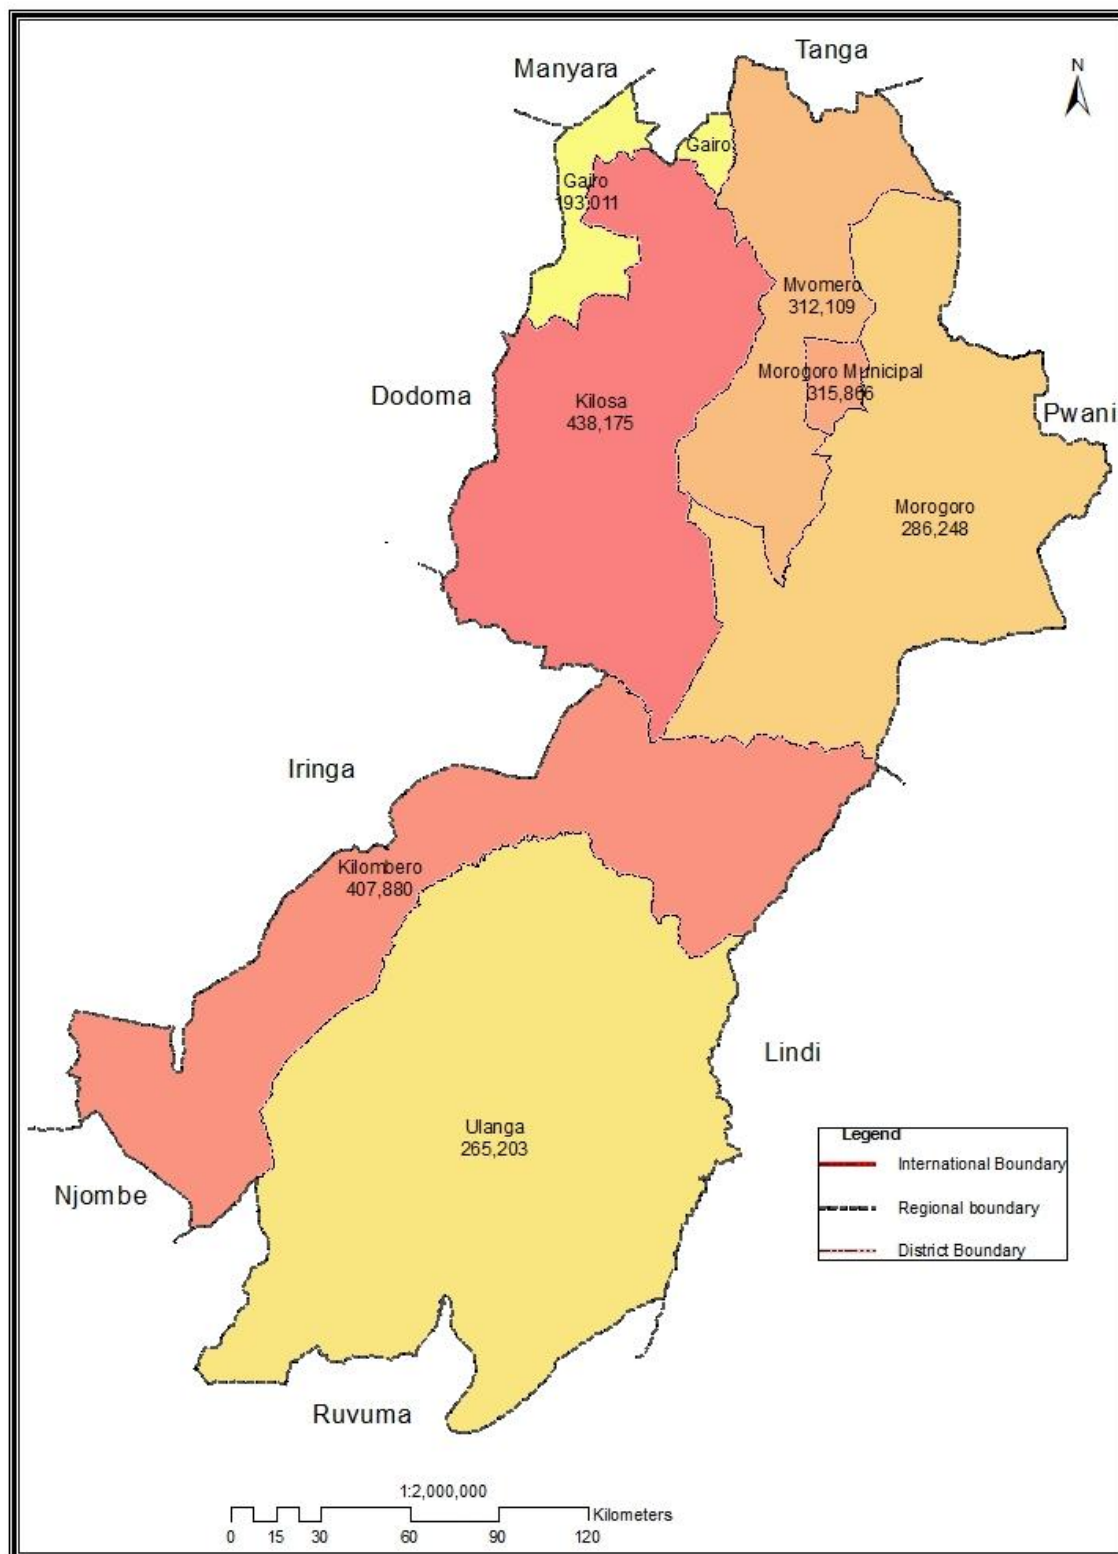 Manyara
Tanga
N
Gairo
Gairo
193,011
Mvomero
312,109
Morogoro Municipal
315,866
Dodoma
Kilosa
438,175
Pwani
Morogoro
286,248
Iringa
Kilombero
407,880
Lindi
Ulanga
265,203
Legend
International Boundary
Regional boundary
District Boundary
Njombe
Ruvuma
1:2,000,000
Kilometers
0 15 30 60 90 120